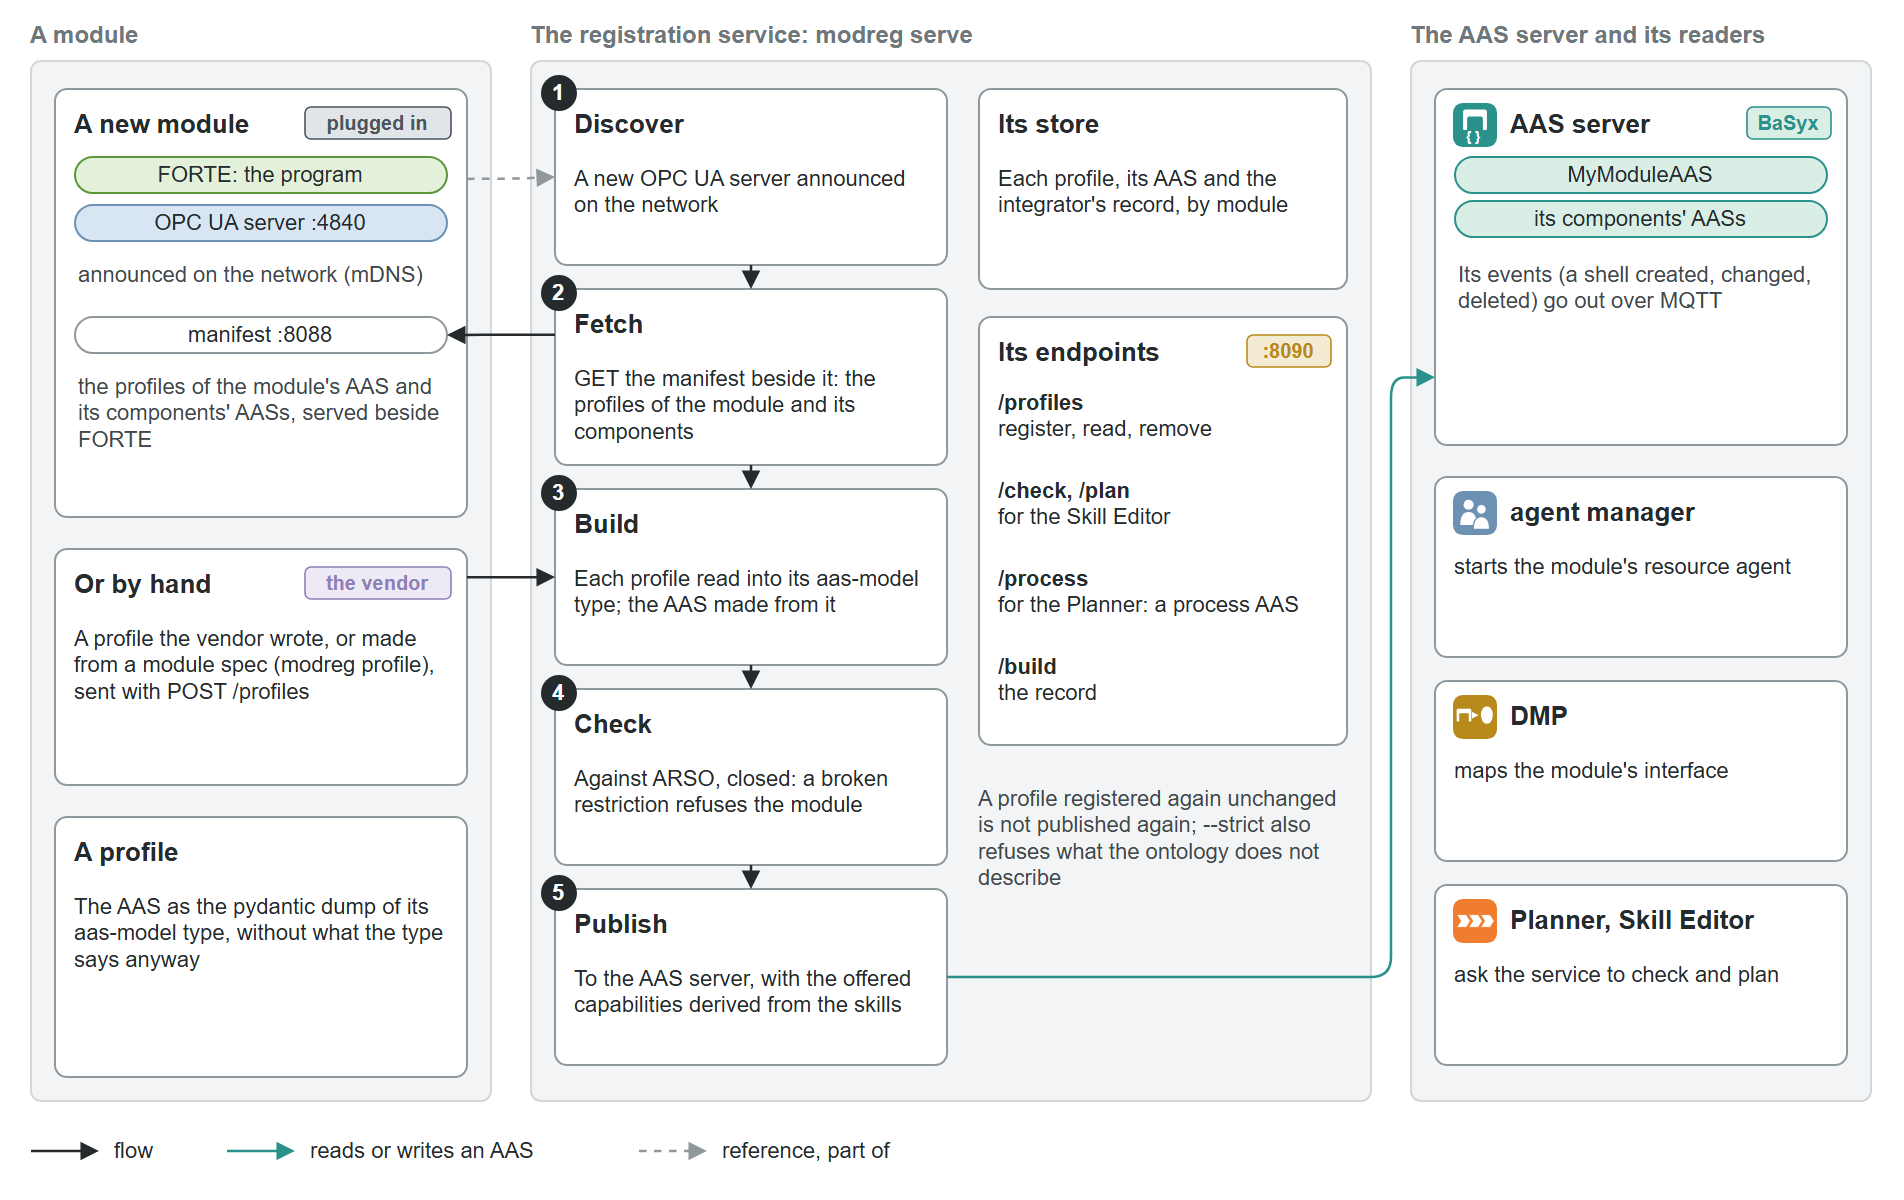 A module
A new module
plugged in
FORTE: the program
OPC UA server :4840
announced on the network (mDNS)
manifest :8088
the profiles of the module's AAS and
its components' AASs, served beside
FORTE
Or by hand
the vendor
A profile the vendor wrote, or made
from a module spec (modreg profile),
sent with POST /profiles
A profile
The AAS as the pydantic dump of its
aas-model type, without what the type
says anyway
The registration service: modreg serve
1
Discover
A new OPC UA server announced
on the network
2
Fetch
GET the manifest beside it: the
profiles of the module and its
components
3
Build
Each profile read into its aas-model
type; the AAS made from it
4
Check
Against ARSO, closed: a broken
restriction refuses the module
5
Publish
To the AAS server, with the offered
capabilities derived from the skills
Its store
Each profile, its AAS and the
integrator's record, by module
Its endpoints
:8090
/profiles
register, read, remove
/check, /plan
for the Skill Editor
/process
for the Planner: a process AAS
/build
the record
A profile registered again unchanged
is not published again; --strict also
refuses what the ontology does not
describe
The AAS server and its readers
{ }
AAS server
BaSyx
MyModuleAAS
its components' AASs
Its events (a shell created, changed,
deleted) go out over MQTT
agent manager
starts the module's resource agent
DMP
maps the module's interface
Planner, Skill Editor
ask the service to check and plan
flow
reads or writes an AAS
reference, part of